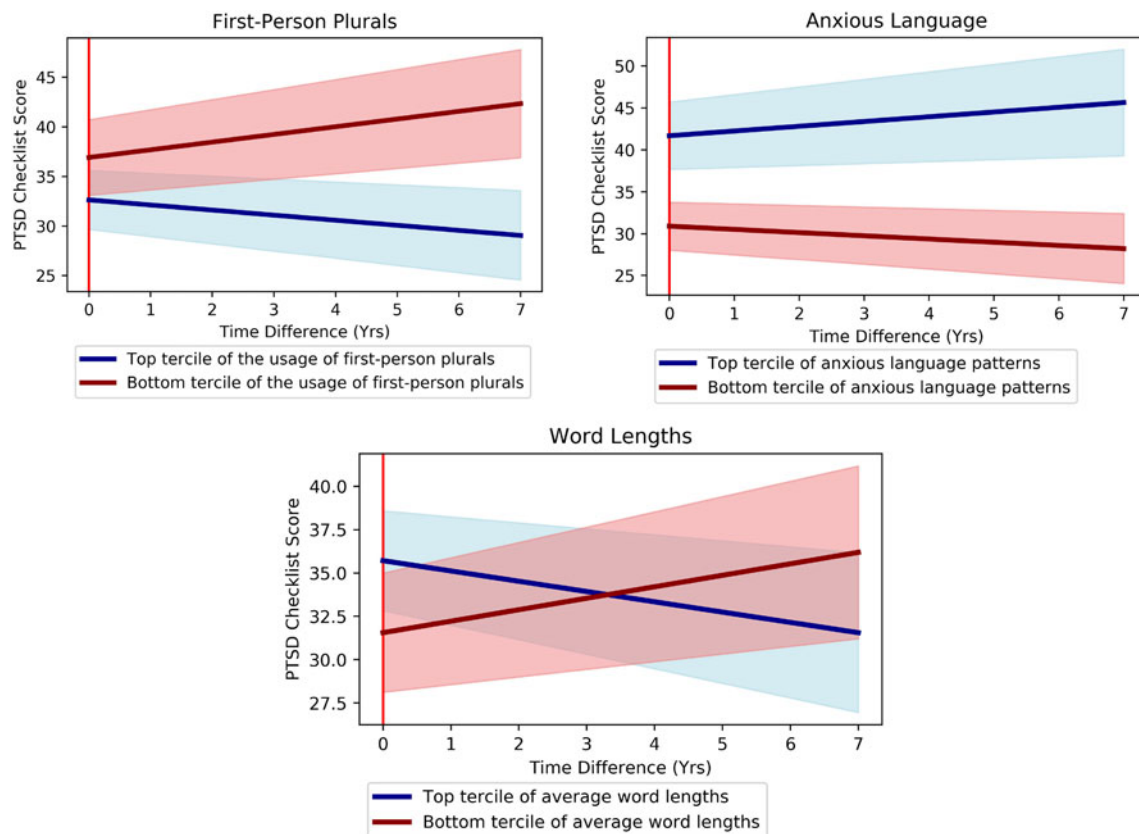 First-Person Plurals
PTSD Checklist Score
45
40
35
30
25
0 1 2 3 4 5 6 7
Time Difference (Yrs)
Top tercile of the usage of first-person plurals
Bottom tercile of the usage of first-person plurals
Anxious Language
PTSD Checklist Score
50
45
40
35
30
25
0 1 2 3 4 5 6 7
Time Difference (Yrs)
Top tercile of anxious language patterns
Bottom tercile of anxious language patterns
Word Lengths
PTSD Checklist Score
40.0
37.5
35.0
32.5
30.0
27.5
0 1 2 3 4 5 6 7
Time Difference (Yrs)
Top tercile of average word lengths
Bottom tercile of average word lengths